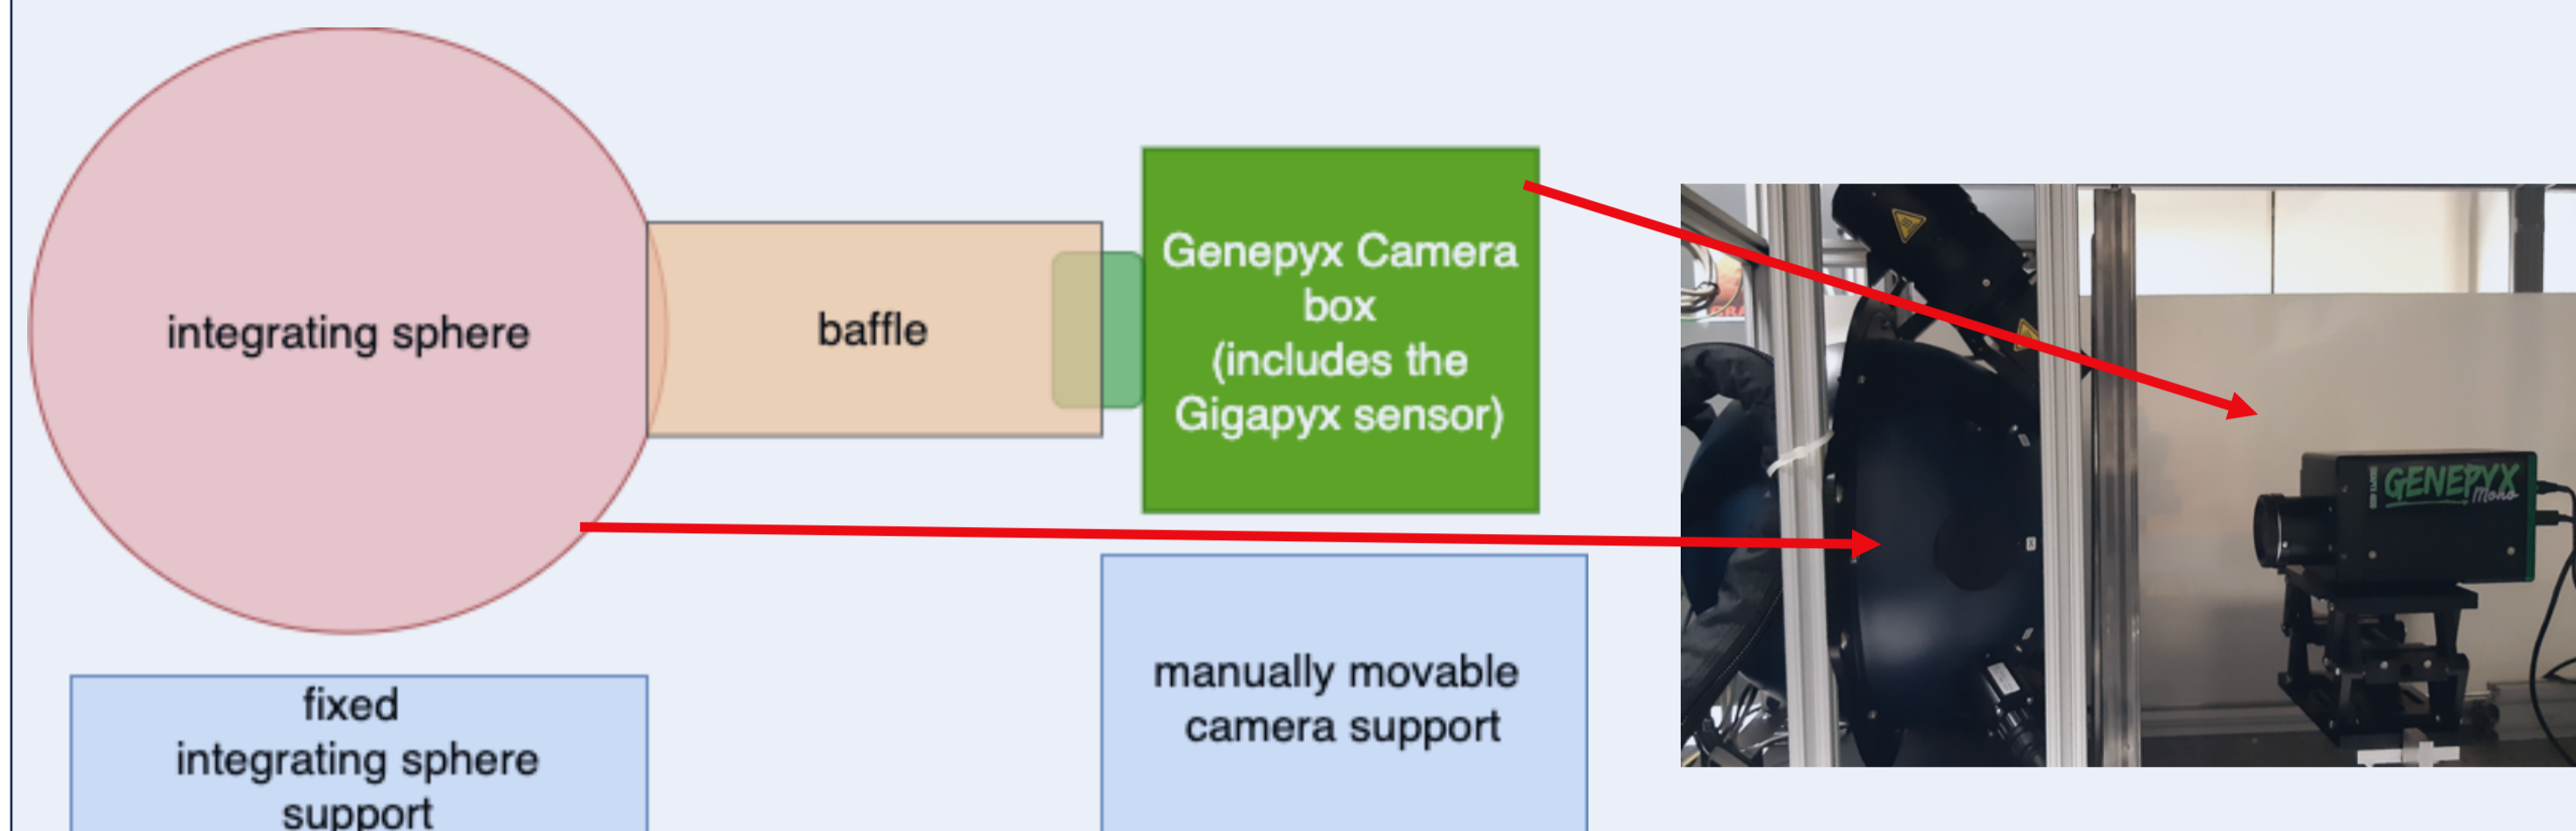 integrating sphere
baffle
Genepyx Camera
box
(includes the
Gigapyx sensor)
fixed
integrating sphere
support
manually movable
camera support
GENEPYX
Mono